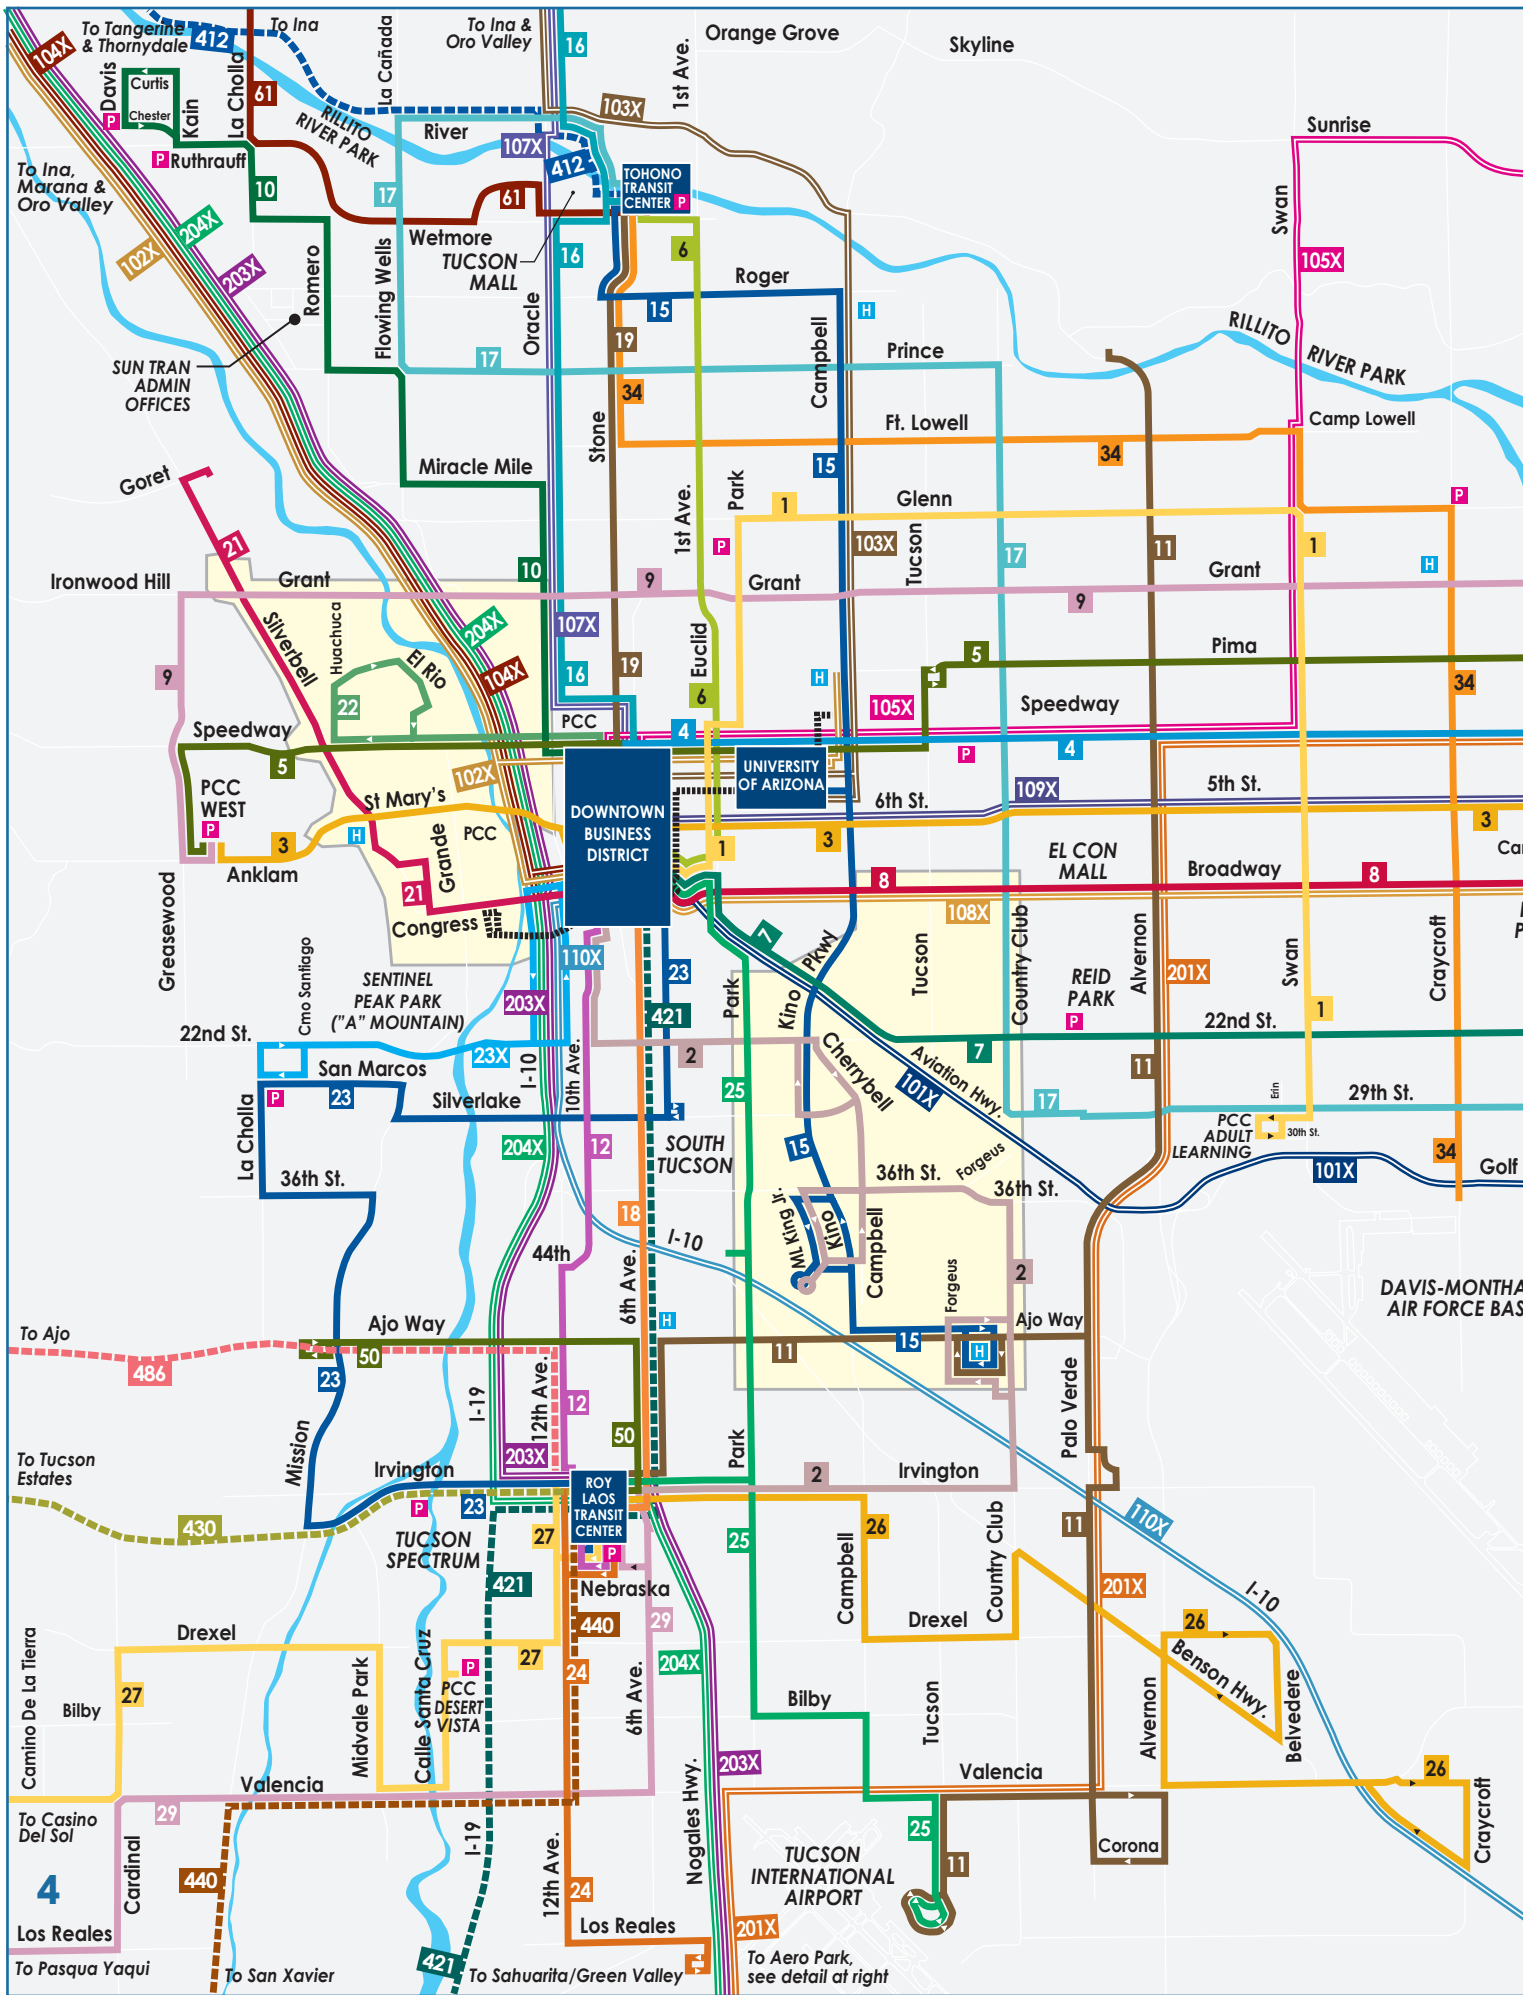 To Tangerine
& Thornydale
412
To Ina
La Cañada
To Ina &
Oro Valley
16
1st Ave.
Orange Grove
Skyline
104X
Davis
Curtis
Chester
P
Kain
La Cholla
61
RILLITO
RIVER PARK
River
103X
Sunrise
P
Ruthrauff
10
To Ina,
Marana &
Oro Valley
17
107X
412
TOHONO
TRANSIT
CENTER
P
61
Wetmore
TUCSON
MALL
16
6
Swan
105X
102X
204X
203X
Romero
Flowing Wells
Oracle
Roger
15
H
19
Campbell
RILLITO
RIVER PARK
SUN TRAN
ADMIN
OFFICES
17
Prince
34
Stone
Ft. Lowell
34
Camp Lowell
Goret
Miracle Mile
15
Park
1
Glenn
P
1st Ave.
P
103X
Tucson
17
11
1
H
21
10
Ironwood Hill
Grant
9
Grant
9
Grant
Silverbell
Huachuca
El Rio
204X
107X
Euclid
Pima
5
9
22
104X
16
19
6
H
34
105X
Speedway
Speedway
PCC
4
4
P
5
PCC
WEST
P
102X
UNIVERSITY
OF ARIZONA
109X
5th St.
6th St.
St Mary's
PCC
H
DOWNTOWN
BUSINESS
DISTRICT
3
3
1
3
Anklam
Grande
21
EL CON
MALL
Broadway
8
8
Greasewood
Congress
108X
7
Cmo Santiago
SENTINEL
PEAK PARK
("A" MOUNTAIN)
110X
203X
23
421
Park
Kino
Pkwy
Tucson
Country Club
REID
PARK
P
Alvernon
201X
Swan
Craycroft
1
22nd St.
22nd St.
23X
San Marcos
I-10
10th Ave.
2
Cherrybell
7
Aviation Hwy.
101X
11
P
23
Silverlake
25
17
29th St.
Erin
30th St.
PCC
ADULT
LEARNING
La Cholla
204X
12
SOUTH
TUCSON
15
36th St.
Forgeus
36th St.
101X
34
Golf
36th St.
18
ML King Jr.
Kino
Campbell
44th
I-10
6th Ave.
2
Forgeus
DAVIS-MONTHA
AIR FORCE BAS
To Ajo
Ajo Way
H
Ajo Way
486
50
11
15
H
23
I-19
12th Ave.
12
Palo Verde
Mission
50
Park
To Tucson
Estates
Irvington
203X
ROY
LAOS
TRANSIT
CENTER
2
Irvington
P
23
430
TUCSON
SPECTRUM
27
P
Nebraska
25
26
Country Club
11
110X
421
440
29
Campbell
201X
I-10
Camino De La Tierra
Drexel
27
24
204X
Drexel
26
Benson Hwy.
27
Bilby
Midvale Park
Calle Santa Cruz
P
PCC
DESERT
VISTA
6th Ave.
Bilby
Tucson
Alvernon
Belvedere
Valencia
Nogales Hwy.
203X
Valencia
26
29
To Casino
Del Sol
I-19
25
Corona
Craycroft
4
Cardinal
440
12th Ave.
24
TUCSON
INTERNATIONAL
AIRPORT
11
Los Reales
Los Reales
201X
To Pasqua Yaqui
To San Xavier
421
To Sahuarita/Green Valley
To Aero Park,
see detail at right